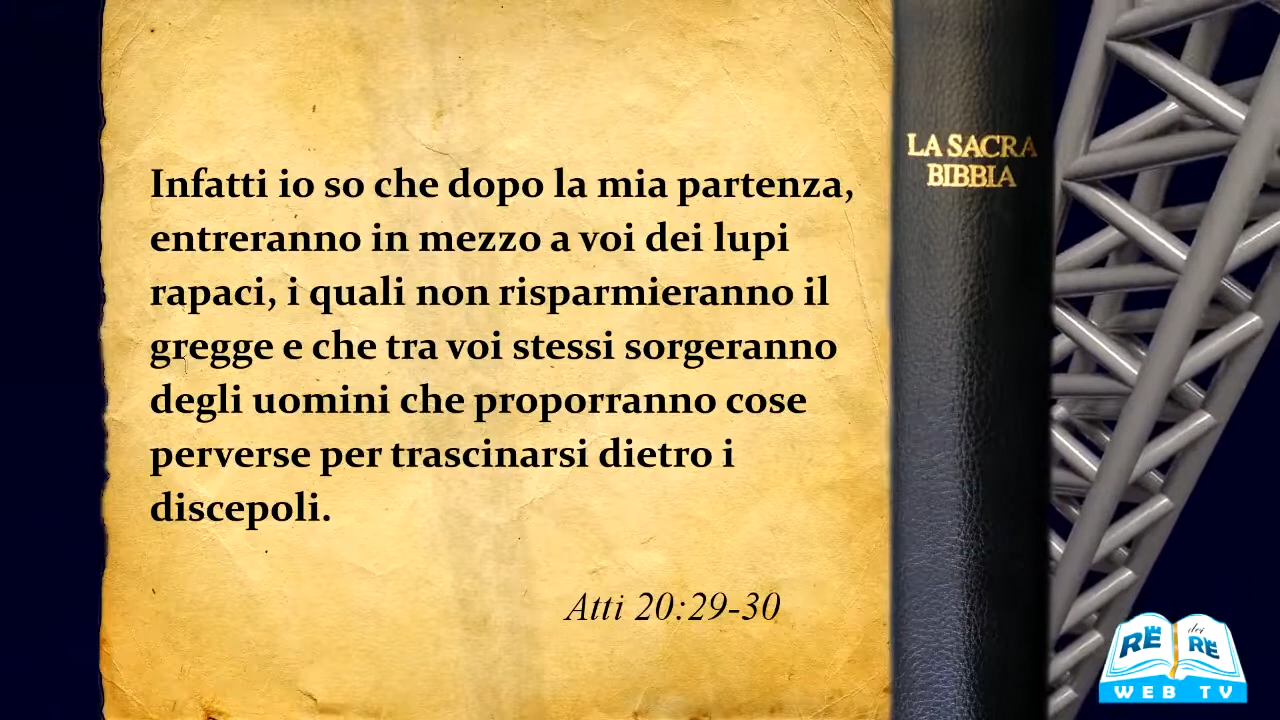 Infatti io so che dopo la mia partenza,
entreranno in mezzo a voi dei lupi
rapaci, i quali non risparmieranno il
gregge e che tra voi stessi sorgeranno
degli uomini che proporranno cose
perverse per trascinarsi dietro i
discepoli.
Atti 20:29-30
LA SACRA
BIBBIA
RE dei RE
WEB TV